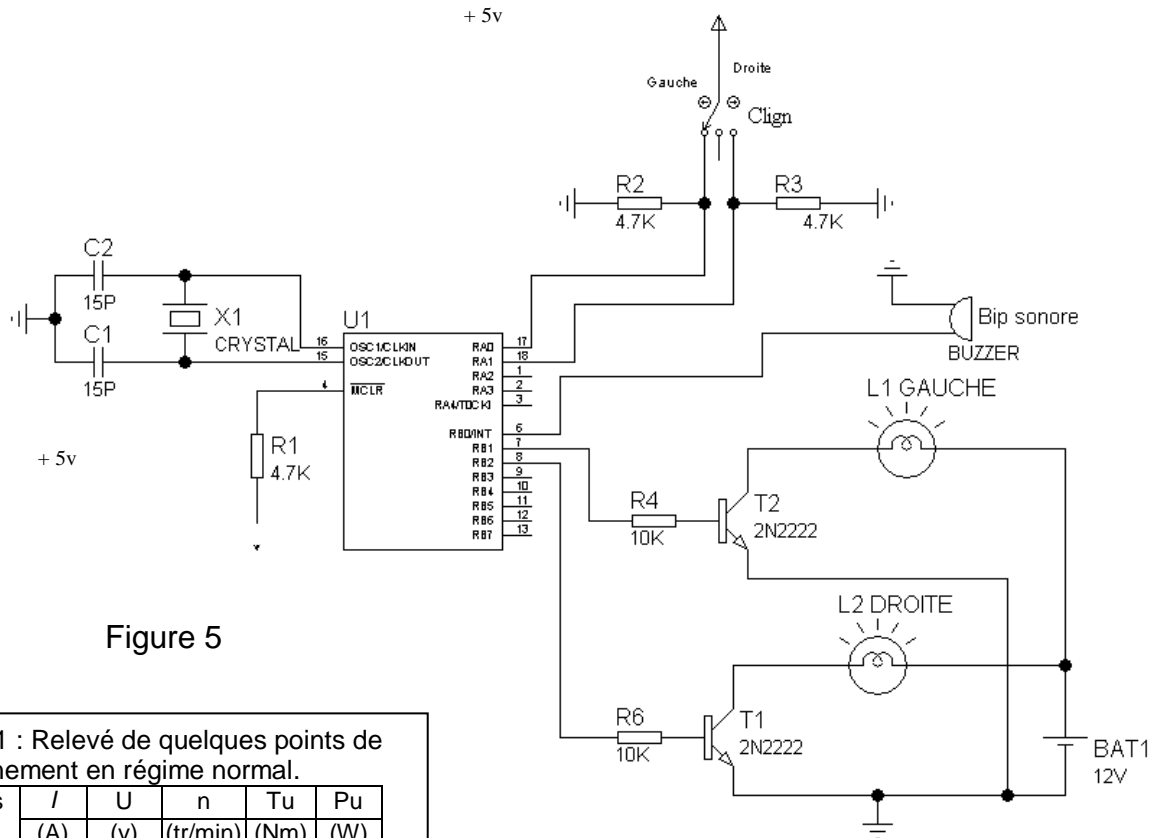 + 5v
Droite
Gauche
Clign
R2
4.7K
R3
4.7K
C2
15P
C1
15P
X1
CRYSTAL
U1
16 OSC1/CLKIN
15 OSC2/CLKOUT
4 MCLR
RA0 17
RA1 18
RA2 1
RA3 2
RA4/T0CKI 3
RB0/INT 6
RB1 7
RB2 8
RB3 9
RB4 10
RB5 11
RB6 12
RB7 13
Bip sonore
BUZZER
L1 GAUCHE
+ 5v
R1
4.7K
R4
10K
T2
2N2222
L2 DROITE
Figure 5
R6
10K
T1
2N2222
BAT1
12V
1 : Relevé de quelques points de
nement en régime normal.
s I U n Tu Pu
(A) (v) (tr/min) (Nm) (W)